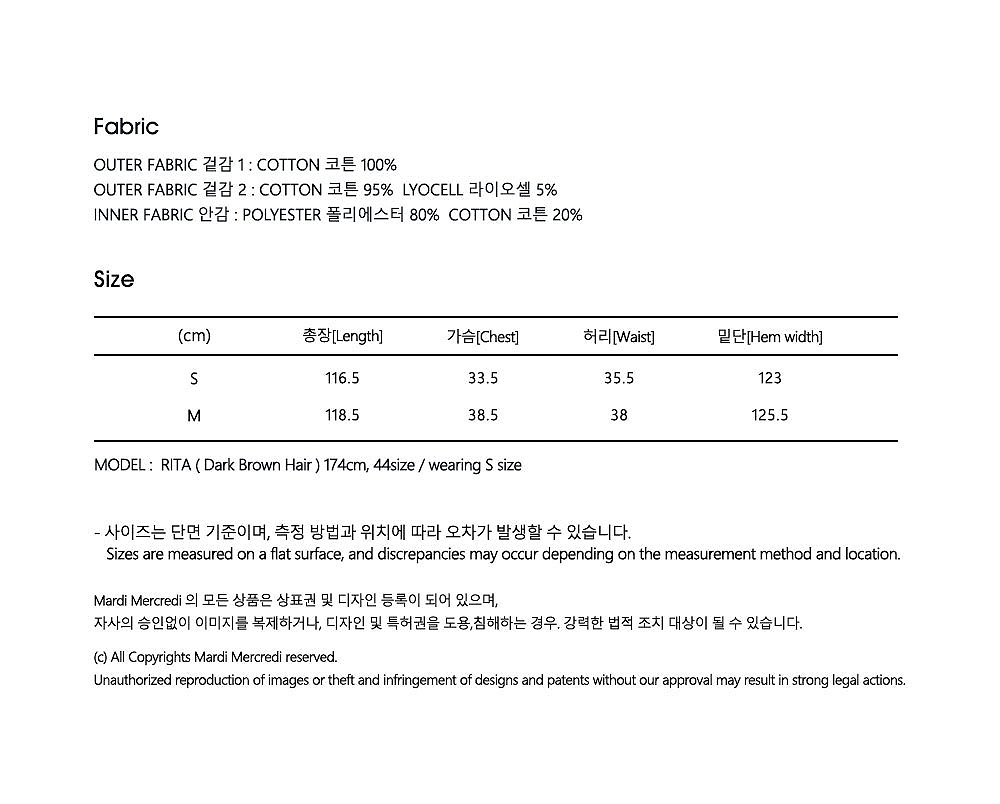 Fabric
OUTER FABRIC 겉감 1 : COTTON 코튼 100%
OUTER FABRIC 겉감 2 : COTTON 코튼 95% LYOCELL 라이오셀 5%
INNER FABRIC 안감 : POLYESTER 폴리에스터 80% COTTON 코튼 20%
Size
(cm) 총장[Length] 가슴[Chest] 허리[Waist] 밑단[Hem width]
S 116.5 33.5 35.5 123
M 118.5 38.5 38 125.5
MODEL : RITA ( Dark Brown Hair ) 174cm, 44size / wearing S size
- 사이즈는 단면 기준이며, 측정 방법과 위치에 따라 오차가 발생할 수 있습니다.
Sizes are measured on a flat surface, and discrepancies may occur depending on the measurement method and location.
Mardi Mercredi 의 모든 상품은 상표권 및 디자인 등록이 되어 있으며,
자사의 승인없이 이미지를 복제하거나, 디자인 및 특허권을 도용,침해하는 경우. 강력한 법적 조치 대상이 될 수 있습니다.
(c) All Copyrights Mardi Mercredi reserved.
Unauthorized reproduction of images or theft and infringement of designs and patents without our approval may result in strong legal actions.